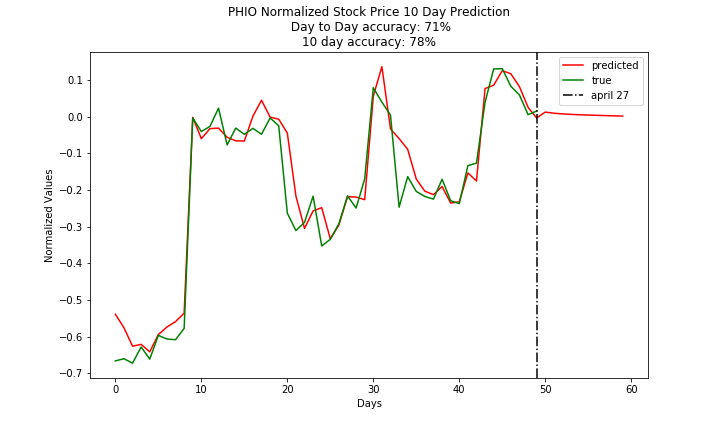 PHIO Normalized Stock Price 10 Day Prediction
Day to Day accuracy: 71%
10 day accuracy: 78%
predicted
true
april 27
Normalized Values
0.1
0.0
−0.1
−0.2
−0.3
−0.4
−0.5
−0.6
−0.7
0
10
20
30
40
50
60
Days